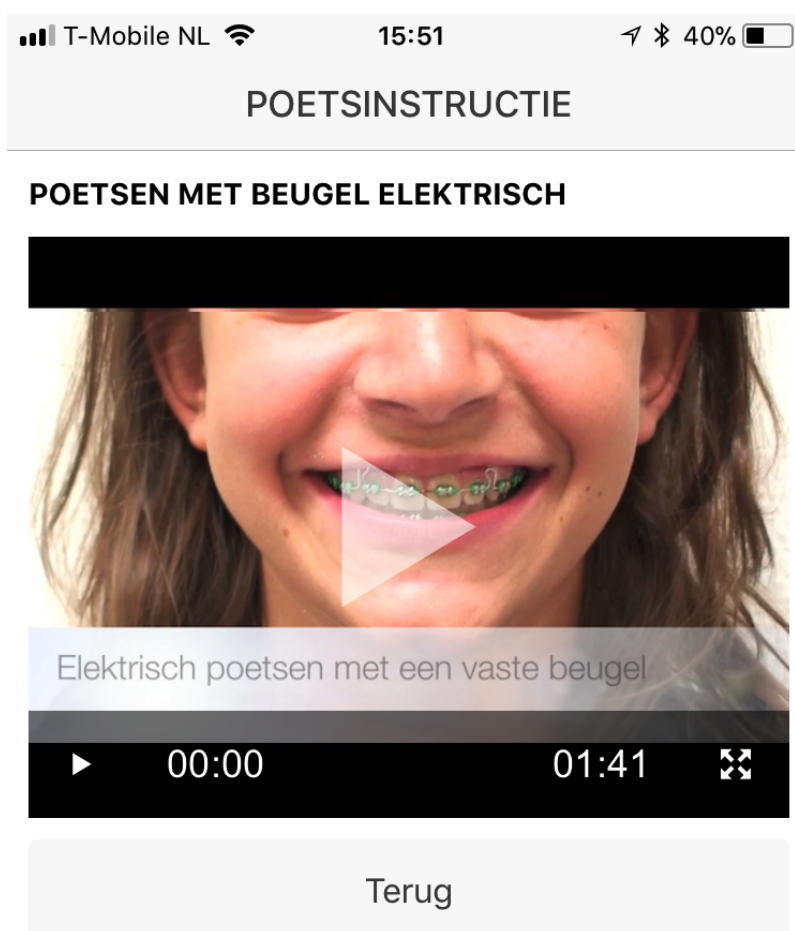 T-Mobile NL 15:51 40%
POETSINSTRUCTIE
POETSEN MET BEUGEL ELEKTRISCH
Elektrisch poetsen met een vaste beugel
00:00 01:41
Terug